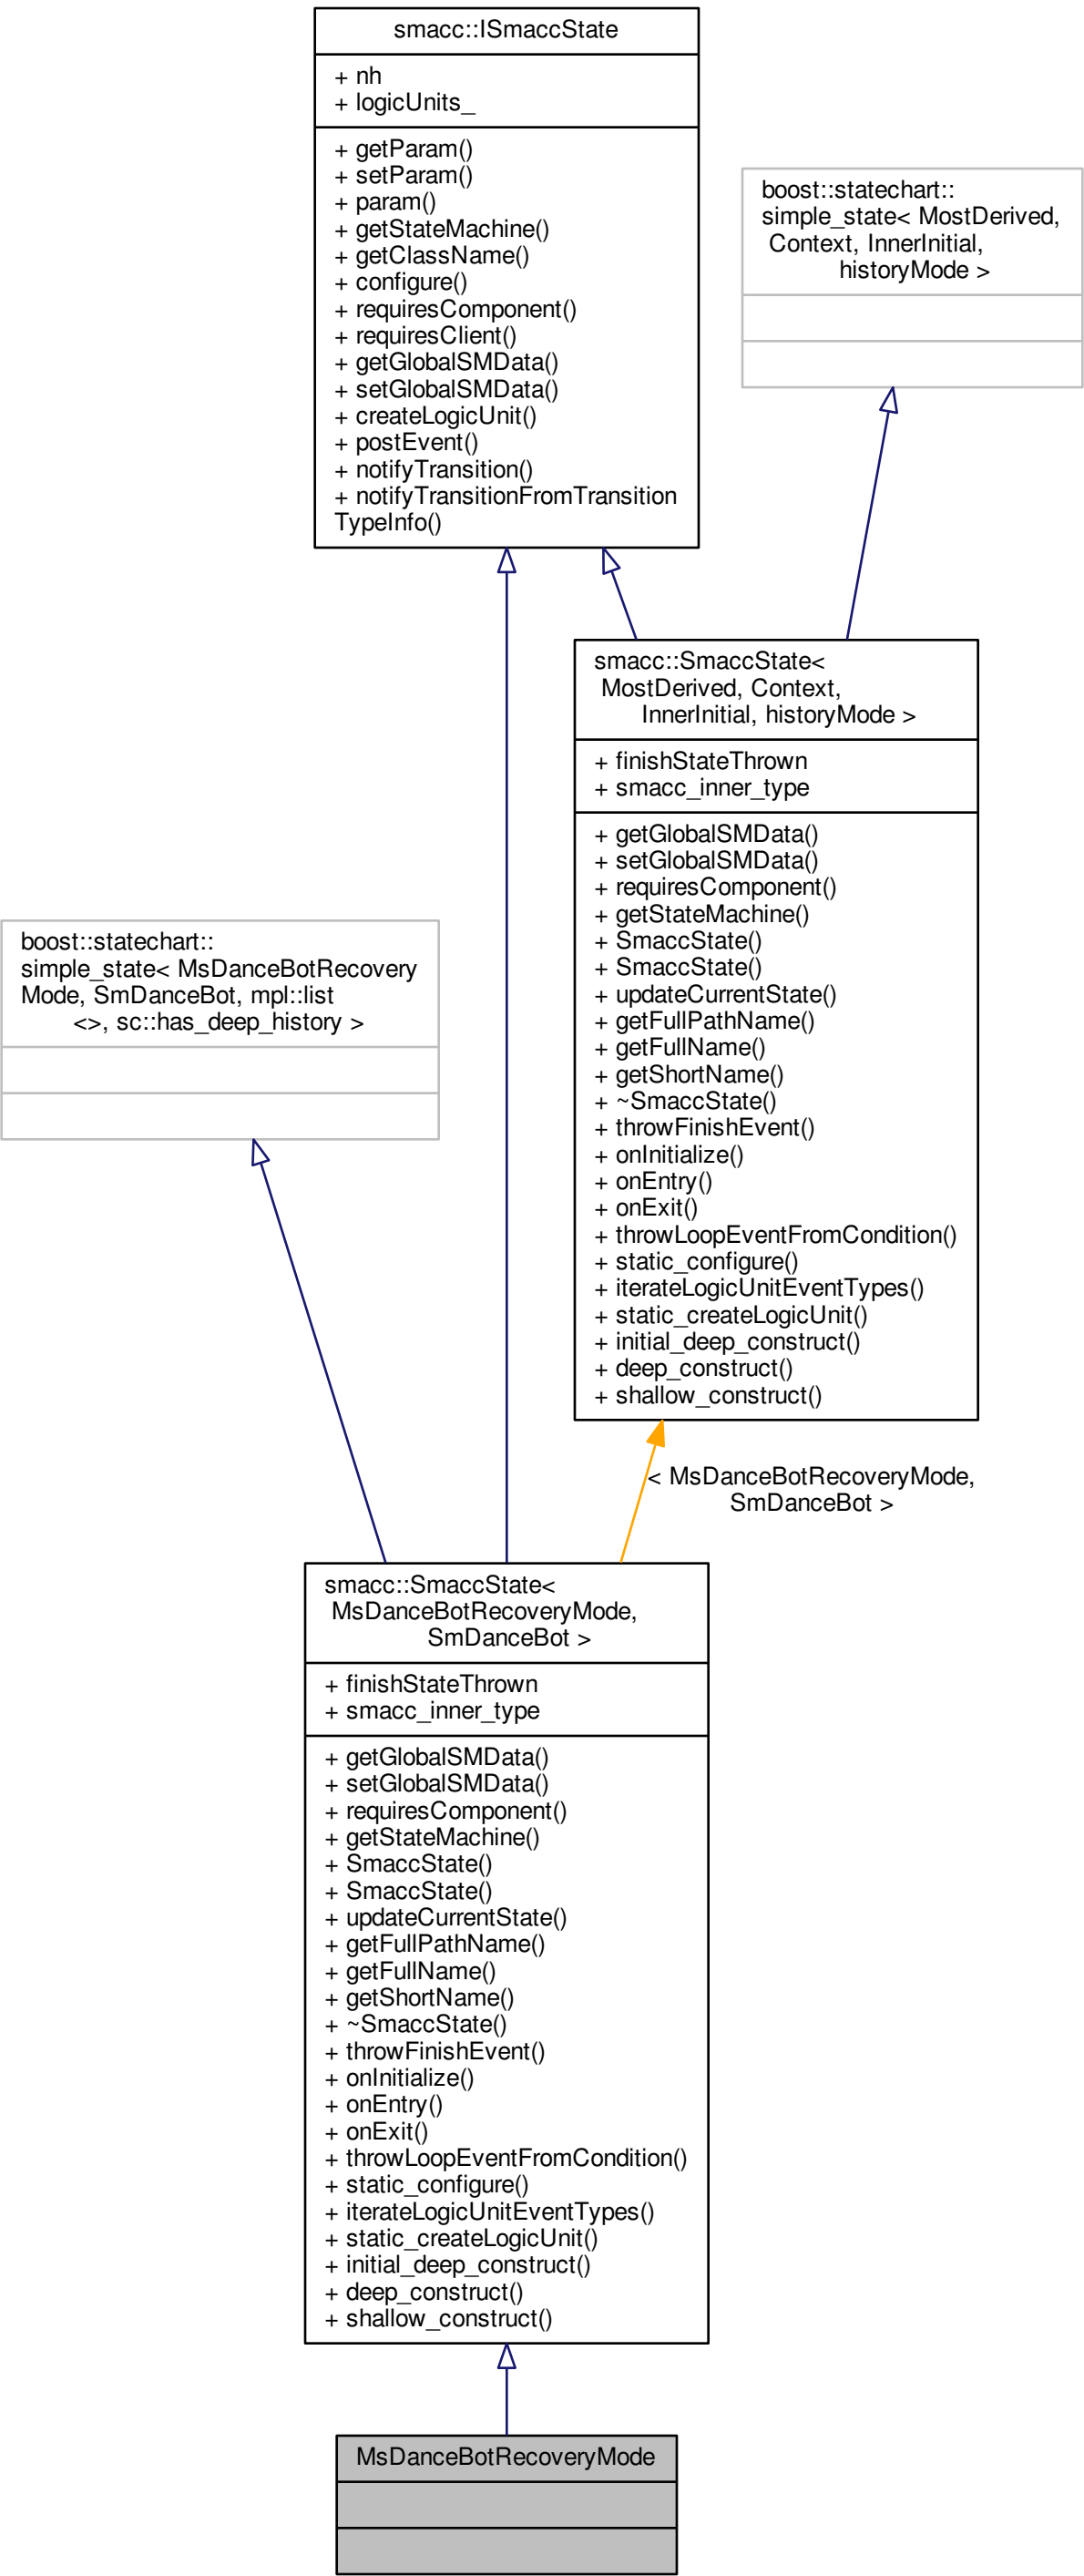 smacc::ISmaccState
+ nh
+ logicUnits_
+ getParam()
+ setParam()
+ param()
+ getStateMachine()
+ getClassName()
+ configure()
+ requiresComponent()
+ requiresClient()
+ getGlobalSMData()
+ setGlobalSMData()
+ createLogicUnit()
+ postEvent()
+ notifyTransition()
+ notifyTransitionFromTransition
TypeInfo()
boost::statechart::
simple_state< MostDerived,
Context, InnerInitial,
historyMode >
smacc::SmaccState<
MostDerived, Context,
InnerInitial, historyMode >
+ finishStateThrown
+ smacc_inner_type
+ getGlobalSMData()
+ setGlobalSMData()
+ requiresComponent()
+ getStateMachine()
+ SmaccState()
+ SmaccState()
+ updateCurrentState()
+ getFullPathName()
+ getFullName()
+ getShortName()
+ ~SmaccState()
+ throwFinishEvent()
+ onInitialize()
+ onEntry()
+ onExit()
+ throwLoopEventFromCondition()
+ static_configure()
+ iterateLogicUnitEventTypes()
+ static_createLogicUnit()
+ initial_deep_construct()
+ deep_construct()
+ shallow_construct()
boost::statechart::
simple_state< MsDanceBotRecovery
Mode, SmDanceBot, mpl::list
<>, sc::has_deep_history >
< MsDanceBotRecoveryMode,
SmDanceBot >
smacc::SmaccState<
MsDanceBotRecoveryMode,
SmDanceBot >
+ finishStateThrown
+ smacc_inner_type
+ getGlobalSMData()
+ setGlobalSMData()
+ requiresComponent()
+ getStateMachine()
+ SmaccState()
+ SmaccState()
+ updateCurrentState()
+ getFullPathName()
+ getFullName()
+ getShortName()
+ ~SmaccState()
+ throwFinishEvent()
+ onInitialize()
+ onEntry()
+ onExit()
+ throwLoopEventFromCondition()
+ static_configure()
+ iterateLogicUnitEventTypes()
+ static_createLogicUnit()
+ initial_deep_construct()
+ deep_construct()
+ shallow_construct()
MsDanceBotRecoveryMode